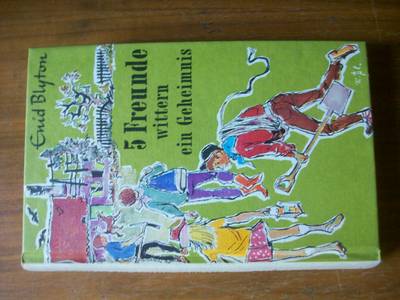 Enid Blyton
5 Freunde
wittern
ein Geheimnis